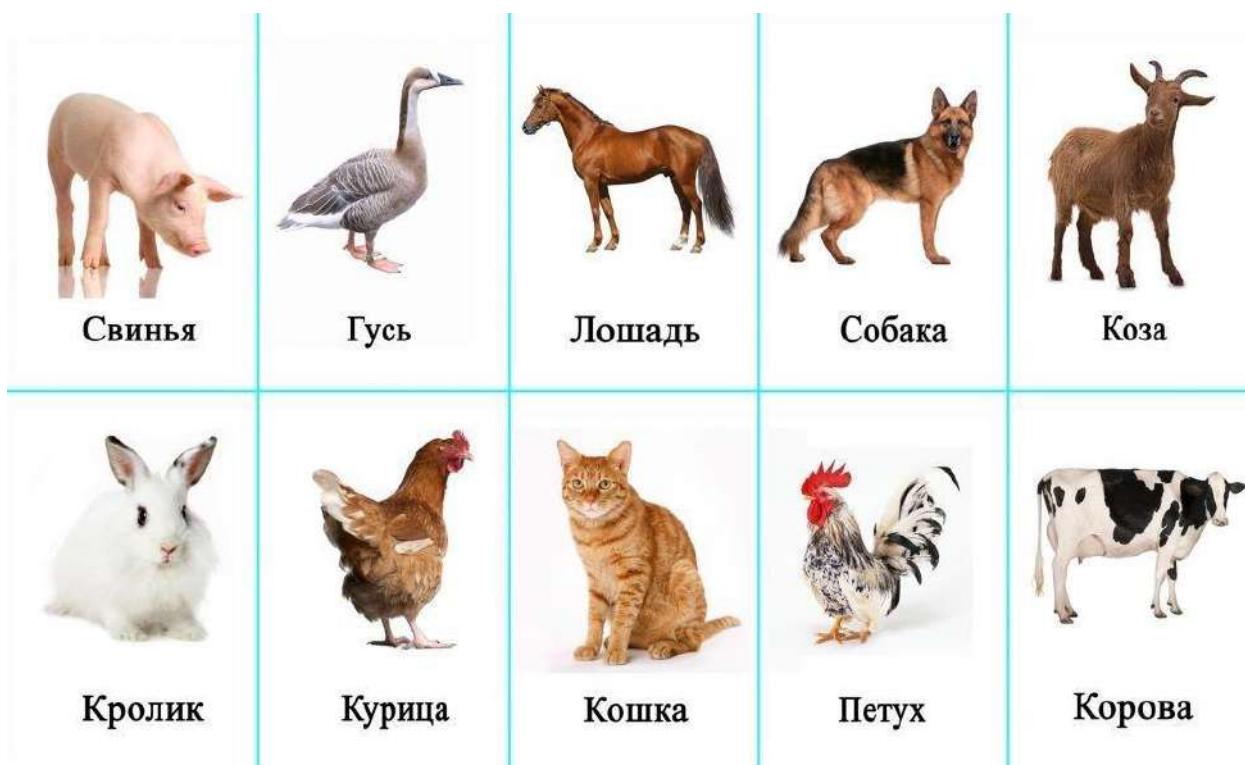 Свинья
Гусь
Лошадь
Собака
Коза
Кролик
Курица
Кошка
Петух
Корова